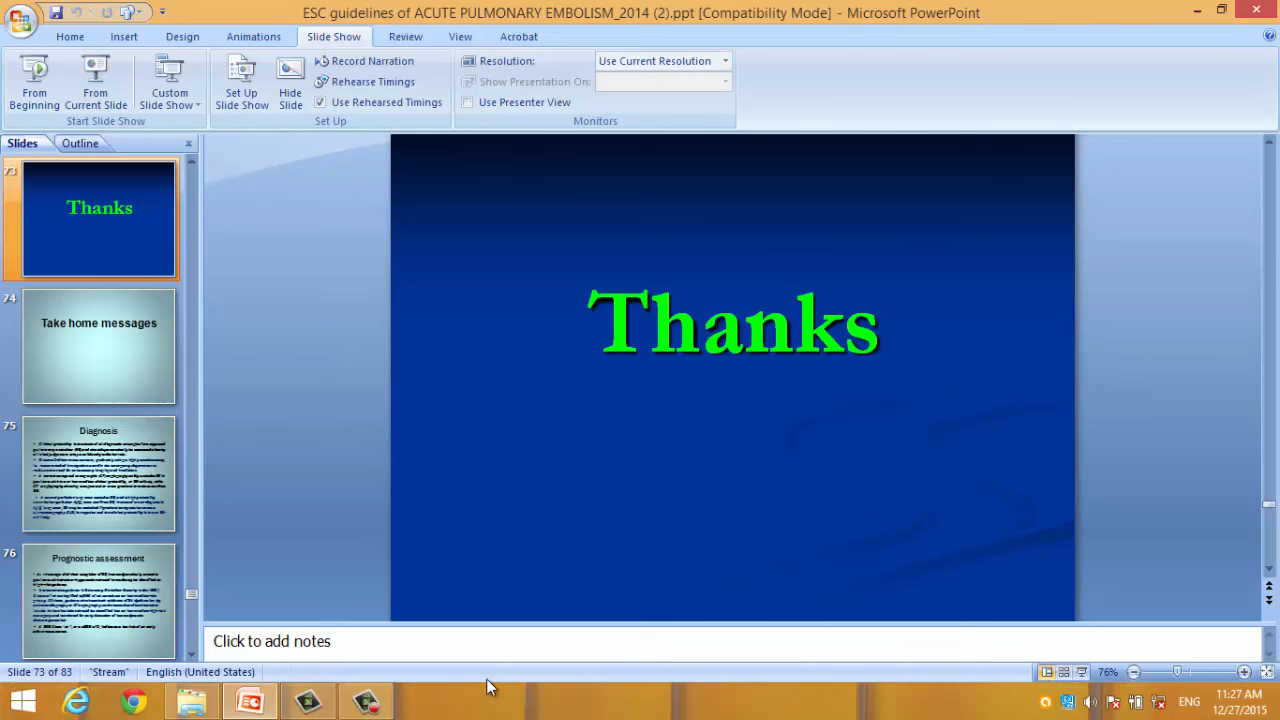 ESC guidelines of ACUTE PULMONARY EMBOLISM_2014 (2).ppt [Compatibility Mode] - Microsoft PowerPoint
Home Insert Design Animations Slide Show Review View Acrobat
From Beginning
From Current Slide
Custom Slide Show
Start Slide Show
Set Up Slide Show
Hide Slide
Record Narration
Rehearse Timings
Use Rehearsed Timings
Set Up
Resolution: Use Current Resolution
Show Presentation On:
Use Presenter View
Monitors
Slides Outline
73
Thanks
74
Take home messages
75
Diagnosis
76
Prognostic assessment
Thanks
Click to add notes
Slide 73 of 83 "Stream" English (United States) 76%
ENG
11:27 AM
12/27/2015